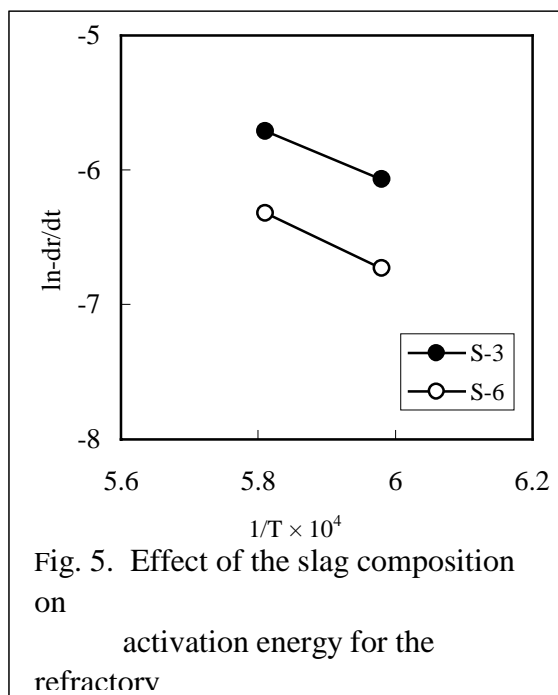 -5
-6
-7
-8
ln-dr/dt
S-3
S-6
5.6 5.8 6 6.2
1/T × 10⁴
Fig. 5. Effect of the slag composition
on
activation energy for the
refractory